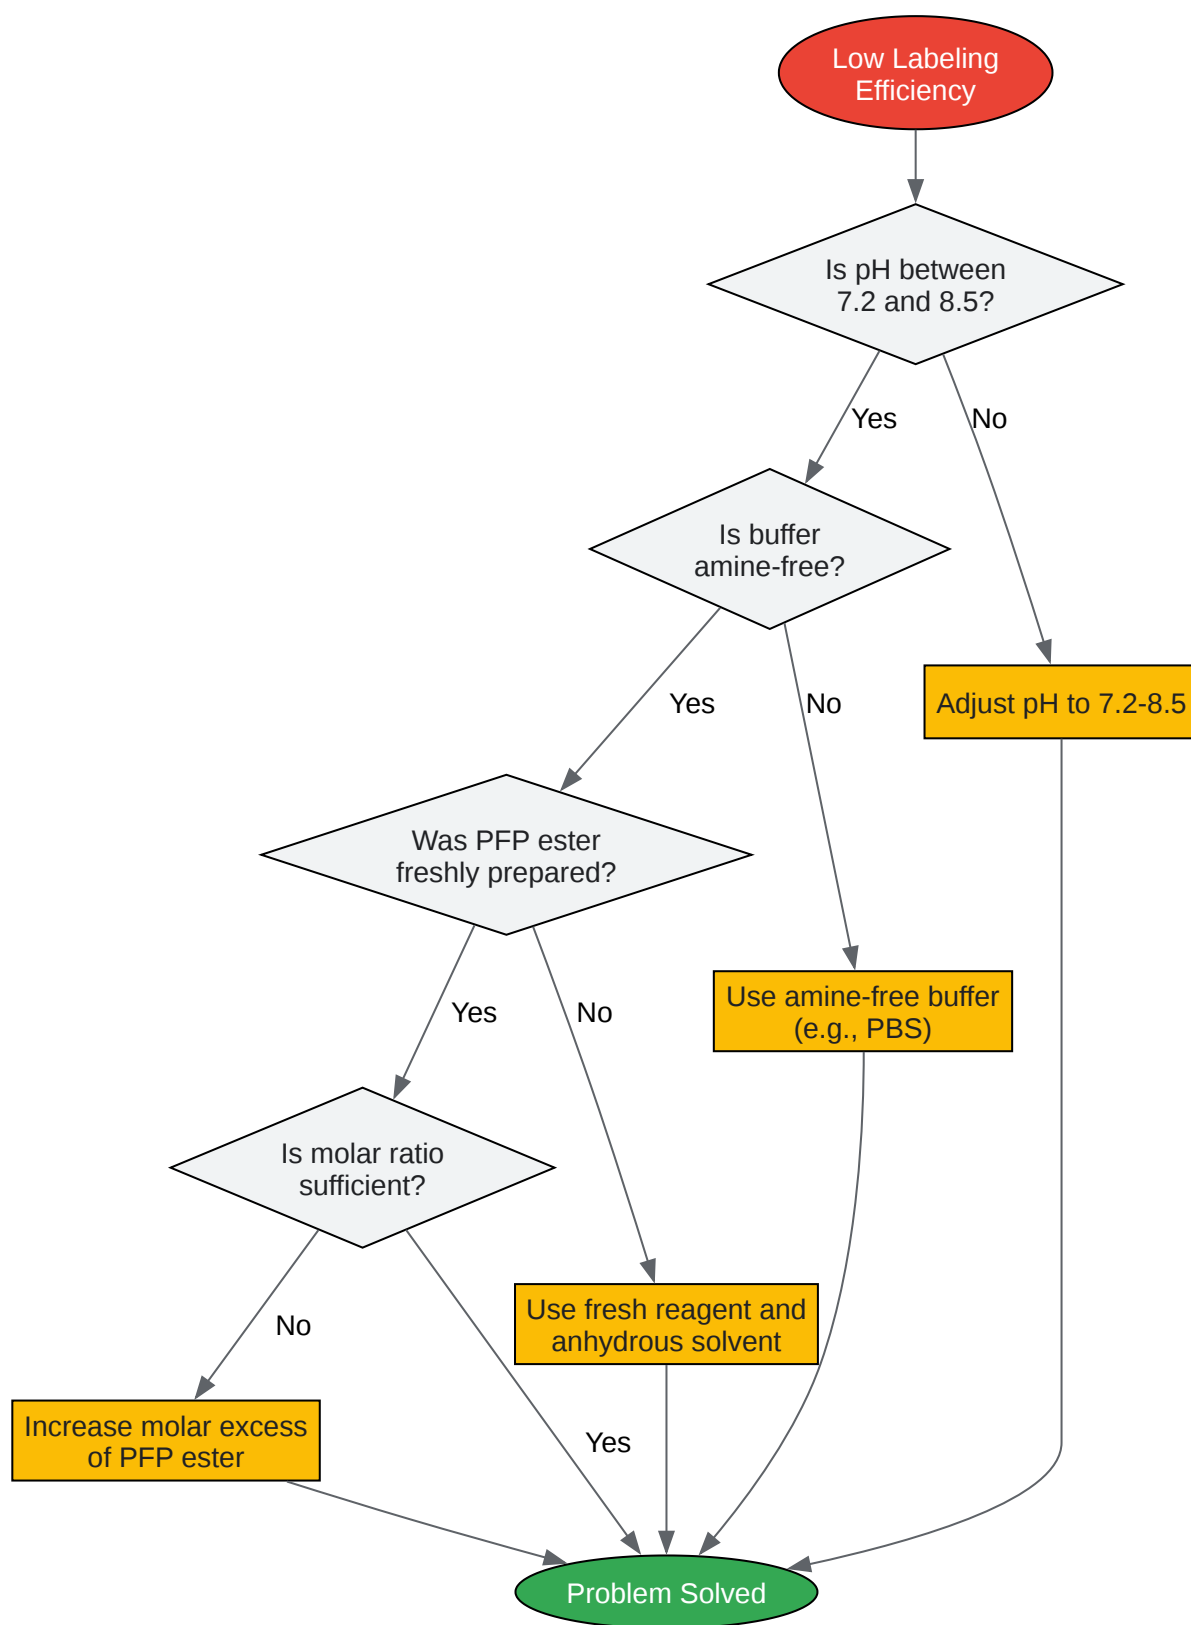 Low Labeling
Efficiency
Is pH between
7.2 and 8.5?
Yes
No
Is buffer
amine-free?
Yes
No
Adjust pH to 7.2-8.5
Was PFP ester
freshly prepared?
Yes
No
Use amine-free buffer
(e.g., PBS)
Is molar ratio
sufficient?
No
Yes
Use fresh reagent and
anhydrous solvent
Increase molar excess
of PFP ester
Problem Solved